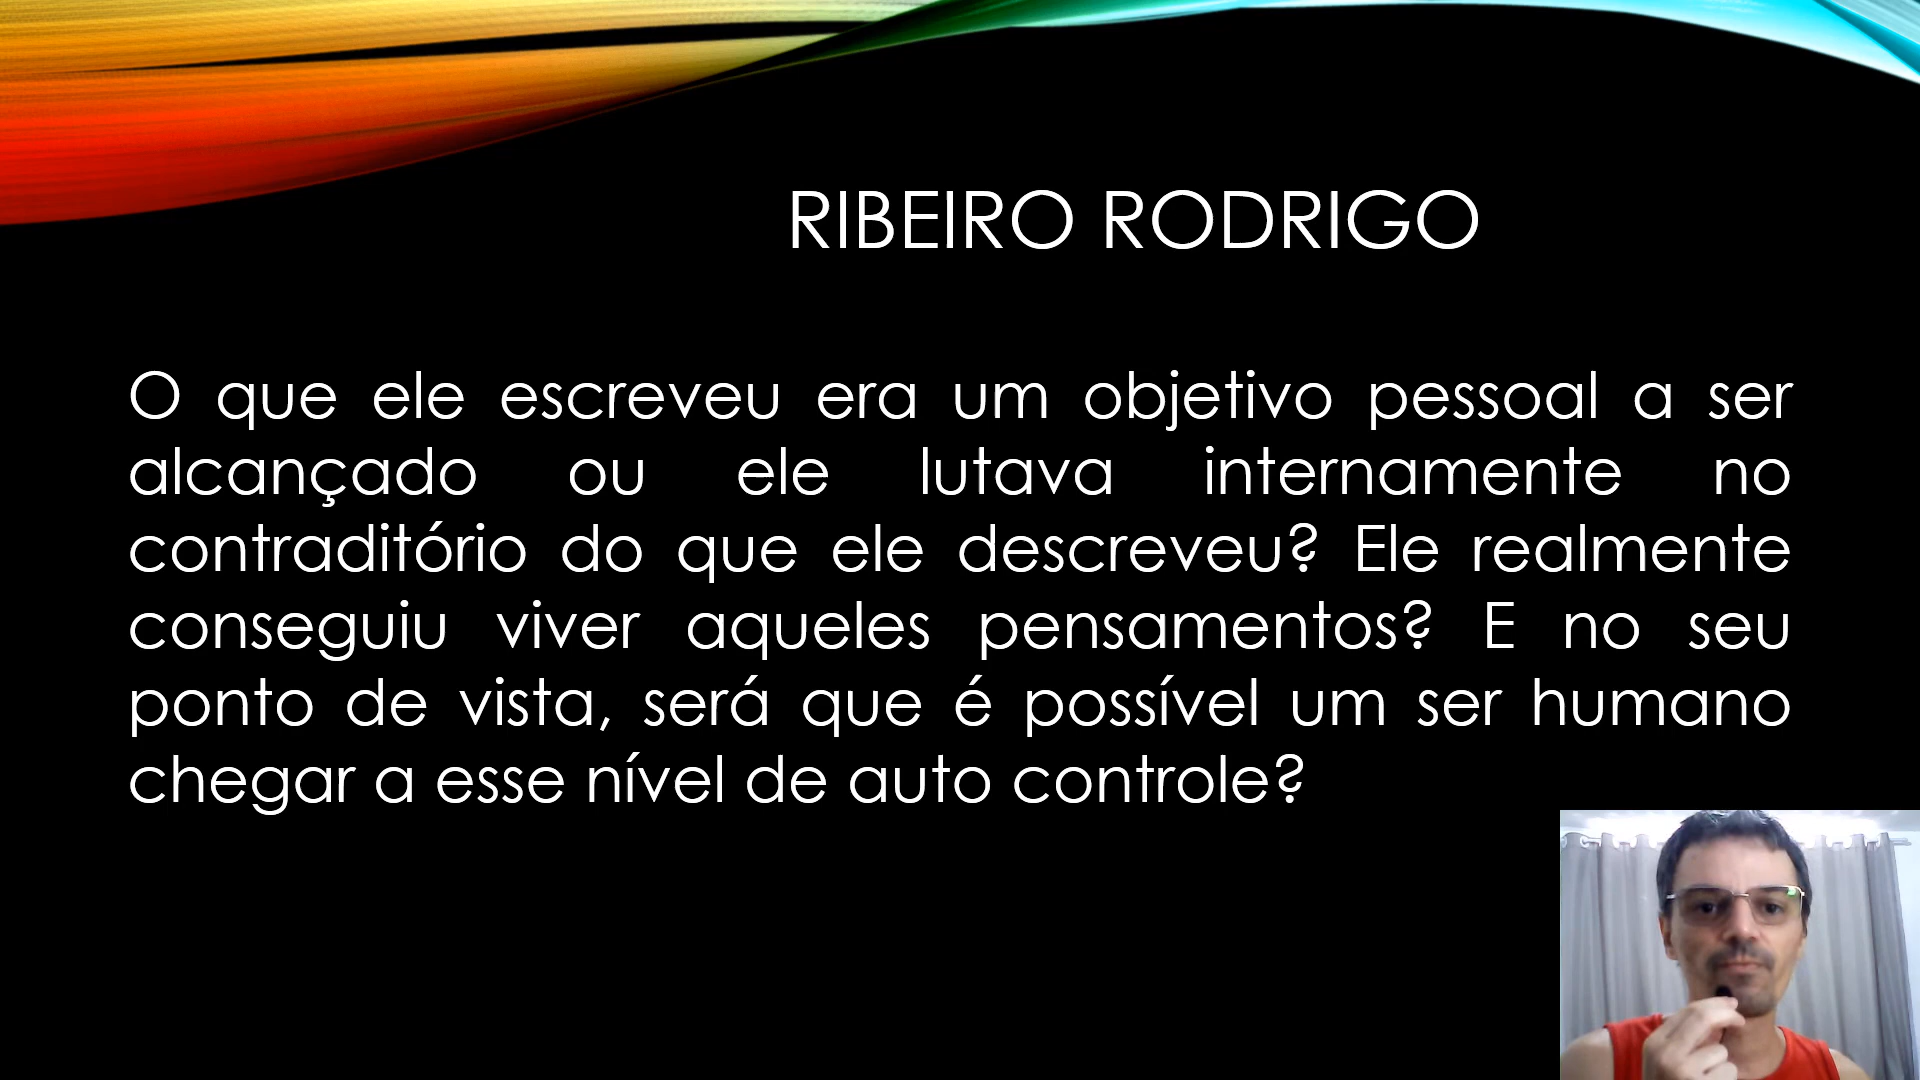 RIBEIRO RODRIGO
O que ele escreveu era um objetivo pessoal a ser
alcançado ou ele lutava internamente no
contraditório do que ele descreveu? Ele realmente
conseguiu viver aqueles pensamentos? E no seu
ponto de vista, será que é possível um ser humano
chegar a esse nível de auto controle?